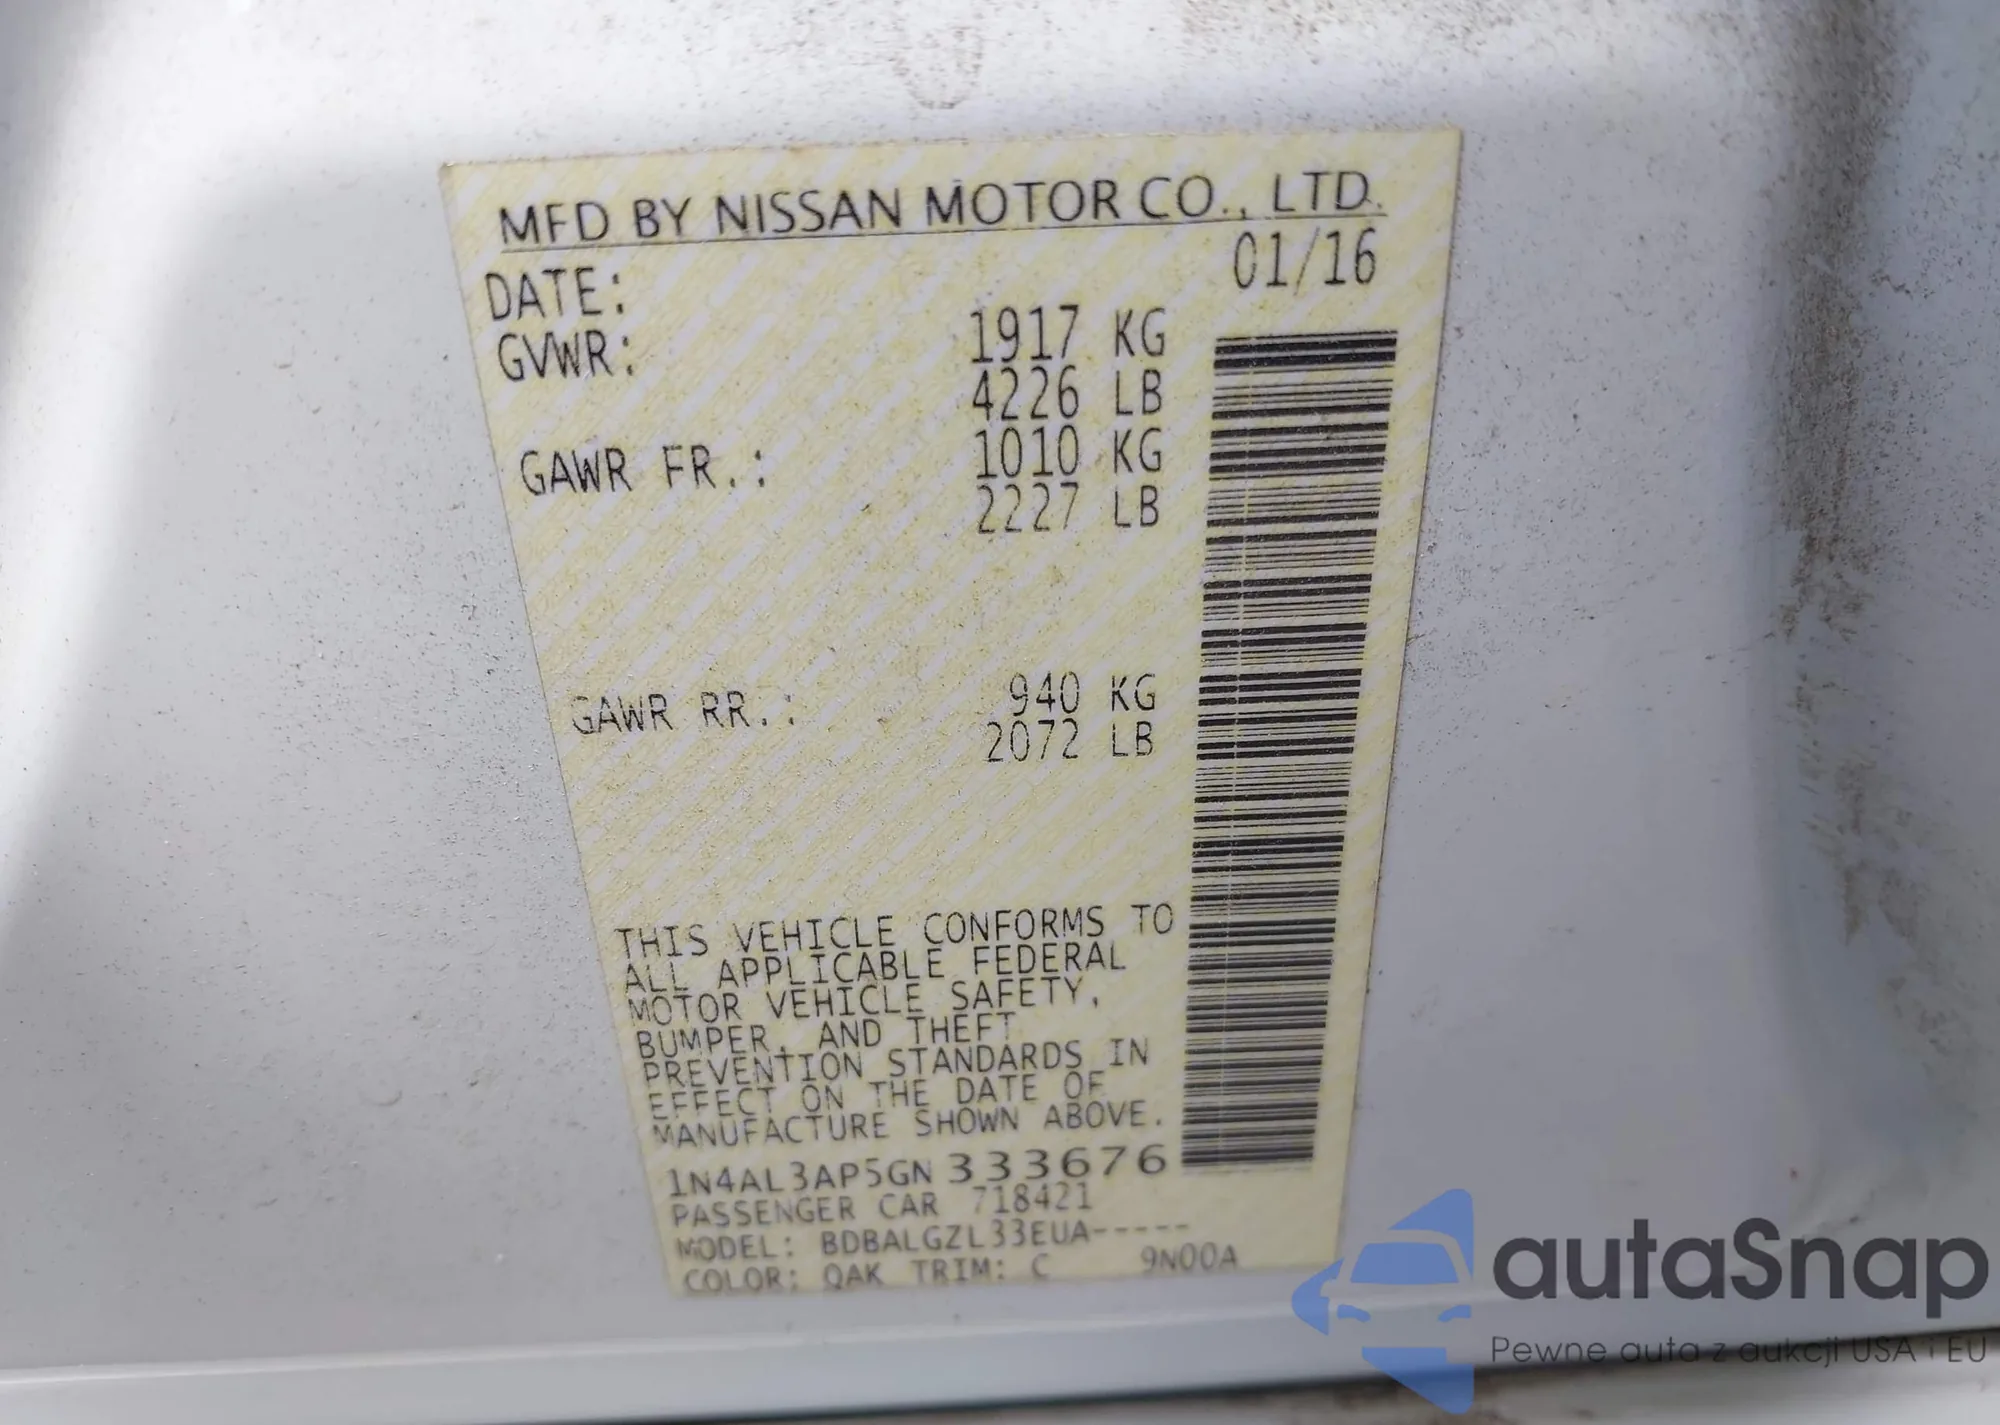 MFD BY NISSAN MOTOR CO., LTD.
DATE: 01/16
GVWR: 1917 KG
4226 LB
GAWR FR.: 1010 KG
2227 LB
GAWR RR.: 940 KG
2072 LB
THIS VEHICLE CONFORMS TO
ALL APPLICABLE FEDERAL
MOTOR VEHICLE SAFETY,
BUMPER, AND THEFT
PREVENTION STANDARDS IN
EFFECT ON THE DATE OF
MANUFACTURE SHOWN ABOVE.
1N4AL3AP5GN 333676
PASSENGER CAR 718421
MODEL: BDBALGZL33EUA-----
COLOR: QAK TRIM: C 9N00A
autoSnap
Pewne auta z aukcji USA i EU